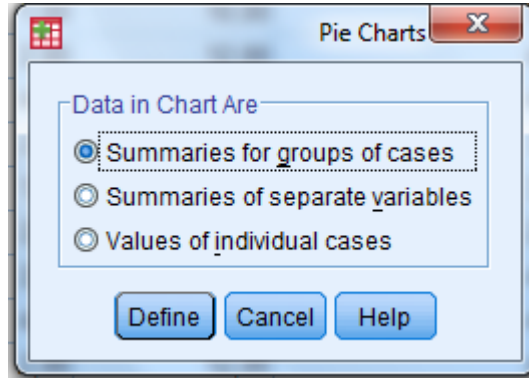 Pie Charts
Data in Chart Are
Summaries for groups of cases
Summaries of separate variables
Values of individual cases
Define Cancel Help